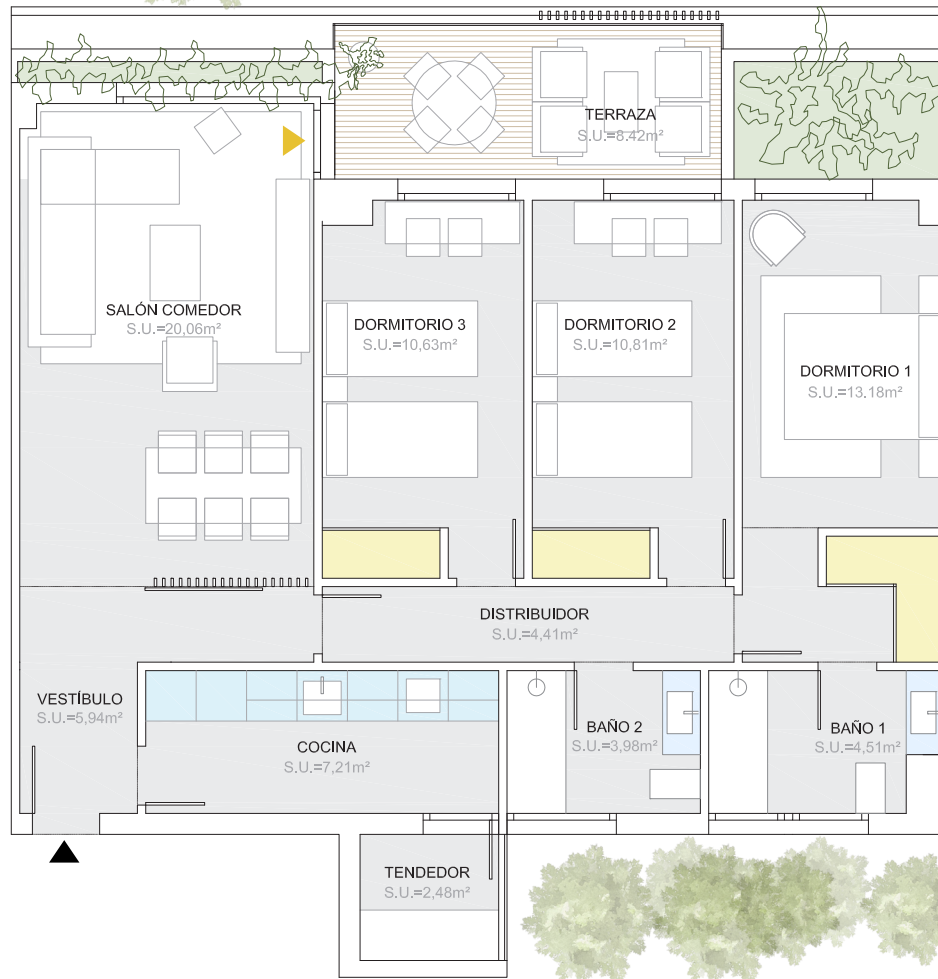 TERRAZA
S.U.=8.42m²
SALÓN COMEDOR
S.U.=20,06m²
DORMITORIO 3
S.U.=10,63m²
DORMITORIO 2
S.U.=10,81m²
DORMITORIO 1
S.U.=13.18m²
DISTRIBUIDOR
S.U.=4,41m²
VESTÍBULO
S.U.=5,94m²
COCINA
S.U.=7,21m²
BAÑO 2
S.U.=3,98m²
BAÑO 1
S.U.=4,51m²
TENDEDOR
S.U.=2,48m²